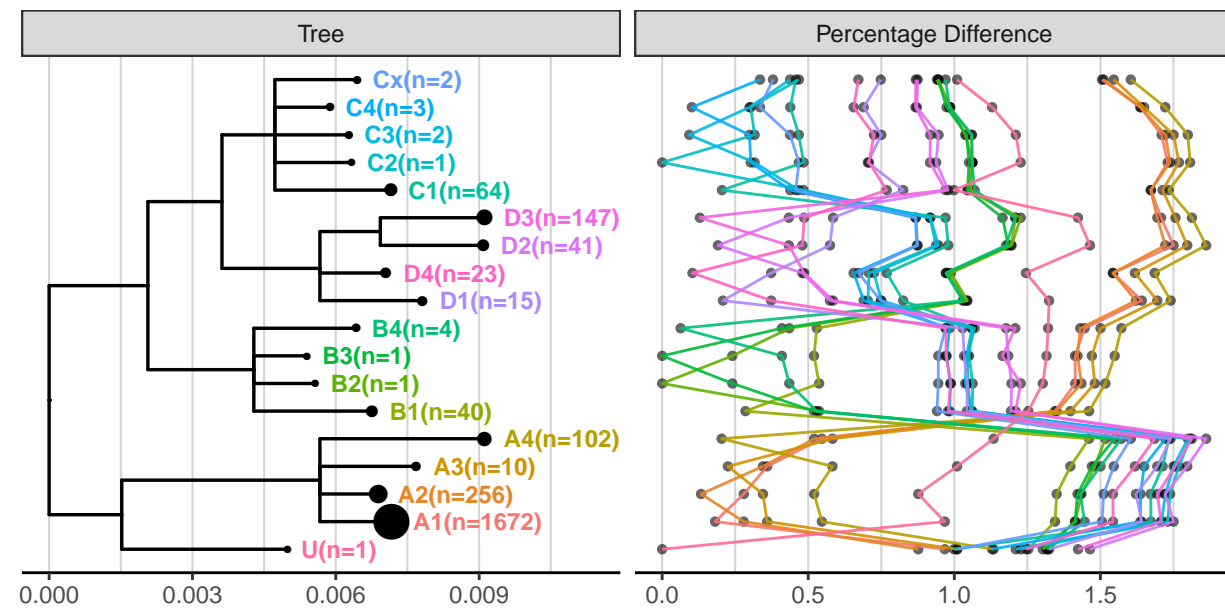 Tree
Percentage Difference
Cx(n=2)
C4(n=3)
C3(n=2)
C2(n=1)
C1(n=64)
D3(n=147)
D2(n=41)
D4(n=23)
D1(n=15)
B4(n=4)
B3(n=1)
B2(n=1)
B1(n=40)
A4(n=102)
A3(n=10)
A2(n=256)
A1(n=1672)
U(n=1)
0.000 0.003 0.006 0.009
0.0 0.5 1.0 1.5